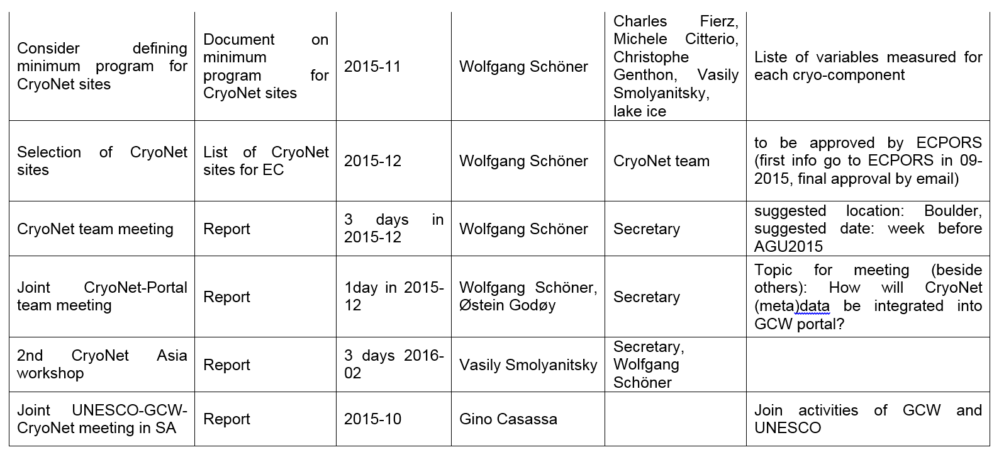 Consider defining
minimum program for
CryoNet sites
Document on
minimum
program for
CryoNet sites
2015-11
Wolfgang Schöner
Charles Fierz,
Michele Citterio,
Christophe
Genthon, Vasily
Smolyanitsky,
lake ice
Liste of variables measured for
each cryo-component
Selection of CryoNet
sites
List of CryoNet
sites for EC
2015-12
Wolfgang Schöner
CryoNet team
to be approved by ECPORS
(first info go to ECPORS in 09-
2015, final approval by email)
CryoNet team meeting
Report
3 days in
2015-12
Wolfgang Schöner
Secretary
suggested location: Boulder,
suggested date: week before
AGU2015
Joint CryoNet-Portal
team meeting
Report
1day in 2015-
12
Wolfgang Schöner,
Østein Godøy
Secretary
Topic for meeting (beside
others): How will CryoNet
(meta)data be integrated into
GCW portal?
2nd CryoNet Asia
workshop
Report
3 days 2016-
02
Vasily Smolyanitsky
Secretary,
Wolfgang
Schöner
Joint UNESCO-GCW-
CryoNet meeting in SA
Report
2015-10
Gino Casassa
Join activities of GCW and
UNESCO